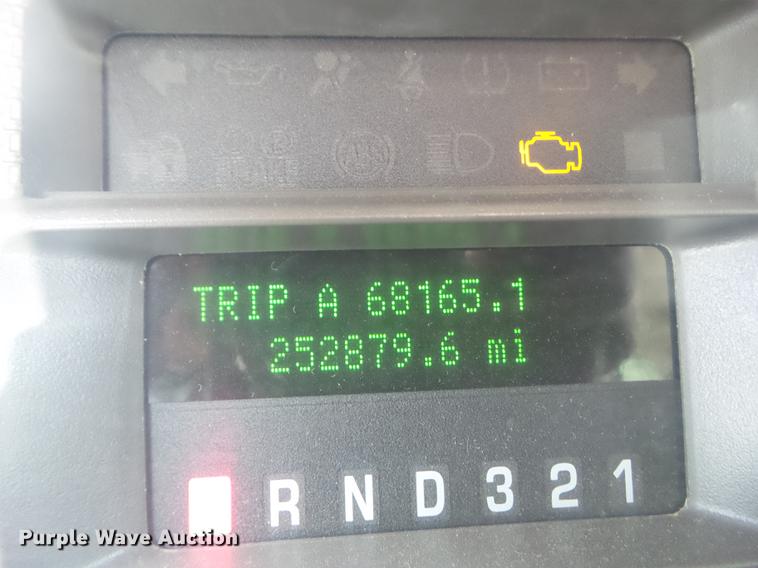 TRIP A 68165.1
252879.6 mi
R N D 3 2 1
Purple Wave Auction